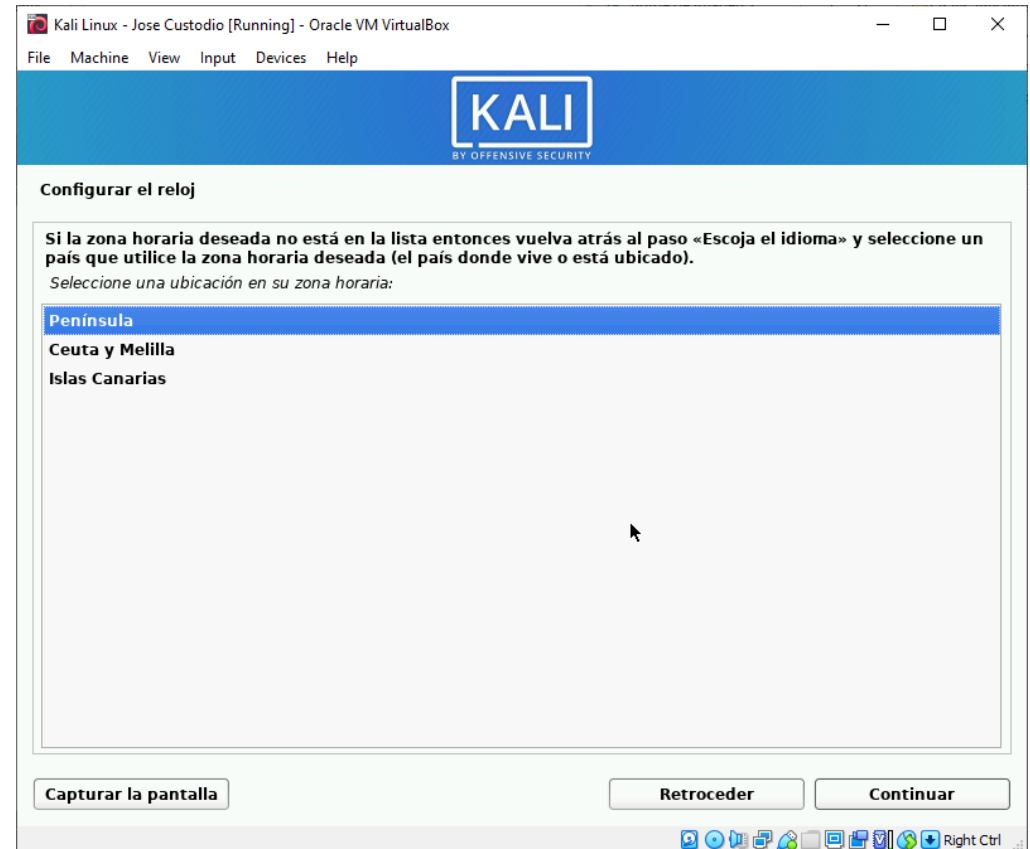 Kali Linux - Jose Custodio [Running] - Oracle VM VirtualBox
File Machine View Input Devices Help
KALI
BY OFFENSIVE SECURITY
Configurar el reloj
Si la zona horaria deseada no está en la lista entonces vuelva atrás al paso «Escoja el idioma» y seleccione un
país que utilice la zona horaria deseada (el país donde vive o está ubicado).
Seleccione una ubicación en su zona horaria:
Península
Ceuta y Melilla
Islas Canarias
Capturar la pantalla Retroceder Continuar
Right Ctrl